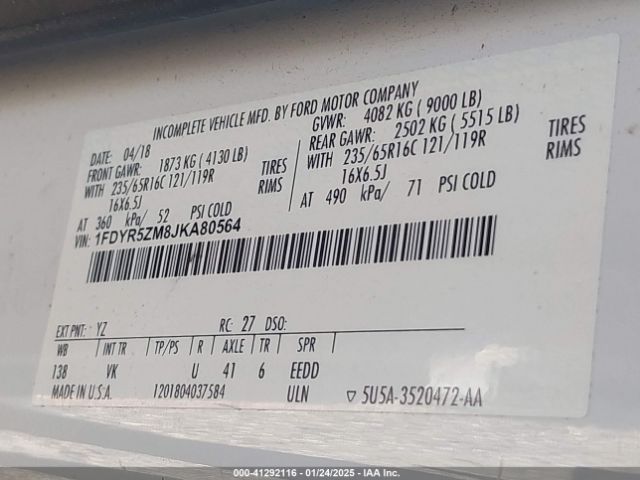 INCOMPLETE VEHICLE MFD. BY FORD MOTOR COMPANY
DATE: 04/18
GVWR: 4082 KG ( 9000 LB)
FRONT GAWR: 1873 KG ( 4130 LB)
REAR GAWR: 2502 KG ( 5515 LB)
WITH 235/65R16C 121/119R TIRES
WITH 235/65R16C 121/119R TIRES
16X6.5J RIMS
16X6.5J RIMS
AT 360 kPa/ 52 PSI COLD
AT 490 kPa/ 71 PSI COLD
VIN: 1FDYR5ZM8JKA80564
EXT PNT: YZ RC: 27 DSO:
WB INT TR TP/PS R AXLE TR SPR
138 VK U 41 6 EEDD
MADE IN U.S.A. 1201804037584 ULN ▽ 5U5A-3520472-AA
000-41292116 - 01/24/2025 - IAA Inc.